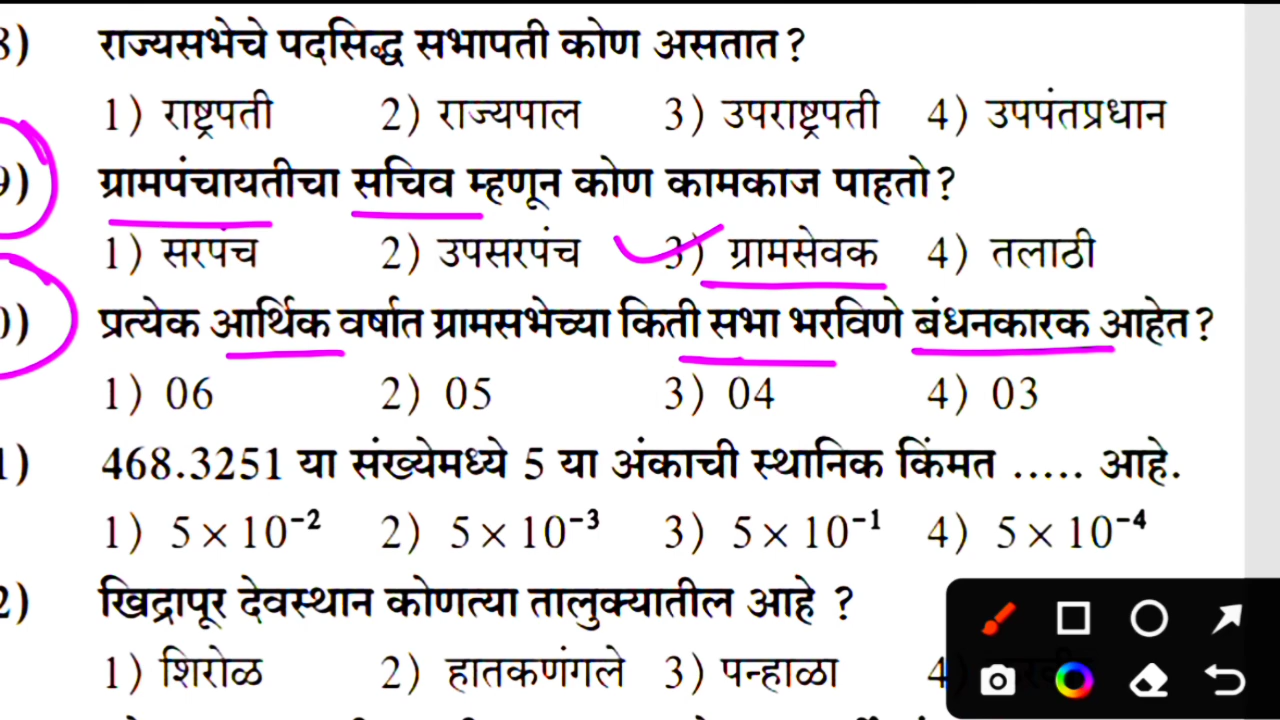 8) राज्यसभेचे पदसिद्ध सभापती कोण असतात?
1) राष्ट्रपती 2) राज्यपाल 3) उपराष्ट्रपती 4) उपपंतप्रधान
9) ग्रामपंचायतीचा सचिव म्हणून कोण कामकाज पाहतो?
1) सरपंच 2) उपसरपंच 3) ग्रामसेवक 4) तलाठी
0) प्रत्येक आर्थिक वर्षात ग्रामसभेच्या किती सभा भरविणे बंधनकारक आहेत?
1) 06 2) 05 3) 04 4) 03
1) 468.3251 या संख्येमध्ये 5 या अंकाची स्थानिक किंमत ..... आहे.
1) 5×10⁻² 2) 5×10⁻³ 3) 5×10⁻¹ 4) 5×10⁻⁴
2) खिद्रापूर देवस्थान कोणत्या तालुक्यातील आहे ?
1) शिरोळ 2) हातकणंगले 3) पन्हाळा 4)